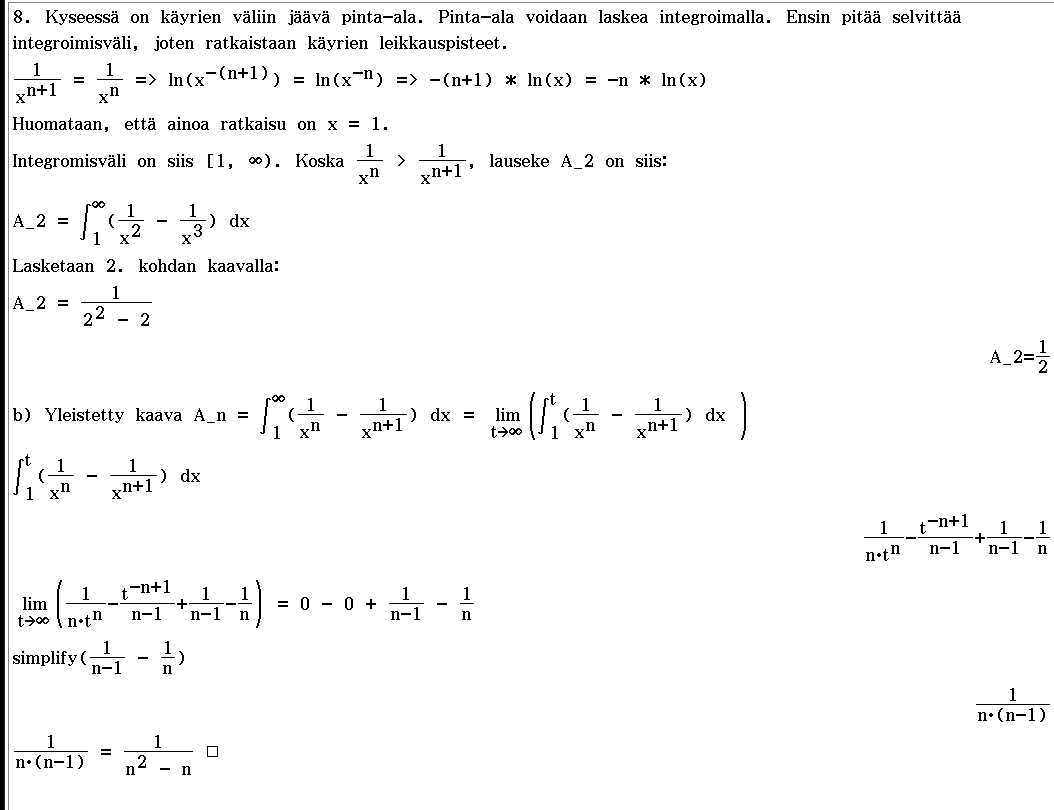 8. Kyseessä on käyrien väliin jäävä pinta-ala. Pinta-ala voidaan laskea integroimalla. Ensin pitää selvittää
integroimisväli, joten ratkaistaan käyrien leikkauspisteet.
1/x^(n+1) = 1/x^n => ln(x^-(n+1)) = ln(x^-n) => -(n+1) * ln(x) = -n * ln(x)
Huomataan, että ainoa ratkaisu on x = 1.
Integromisväli on siis [1, ∞). Koska 1/x^n > 1/x^(n+1), lauseke A_2 on siis:
A_2 = ∫_1^∞(1/x^2 - 1/x^3) dx
Lasketaan 2. kohdan kaavalla:
A_2 = 1/(2^2 - 2)
A_2=1/2
b) Yleistetty kaava A_n = ∫_1^∞(1/x^n - 1/x^(n+1)) dx = lim t→∞ (∫_1^t(1/x^n - 1/x^(n+1)) dx )
∫_1^t(1/x^n - 1/x^(n+1)) dx
1/(n·t^n)-t^(-n+1)/(n-1)+1/(n-1)-1/n
lim t→∞ (1/(n·t^n)-t^(-n+1)/(n-1)+1/(n-1)-1/n) = 0 - 0 + 1/(n-1) - 1/n
simplify(1/(n-1) - 1/n)
1/(n·(n-1))
1/(n·(n-1)) = 1/(n^2 - n) □